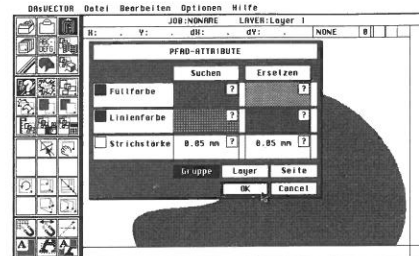 DAsVECTOR Datei Bearbeiten Optionen Hilfe
JOB:NONAME LAYER:Layer 1
X: . Y: . dX: . dY: . NONE 0
PFAD-ATTRIBUTE
Suchen Ersetzen
Füllfarbe ? ?
Linienfarbe ? ?
Strichstärke 0.05 mm ? 0.05 mm ?
Gruppe Layer Seite
OK Cancel